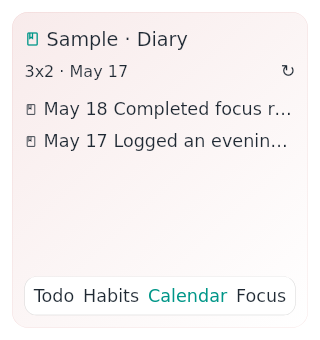 Sample · Diary
3x2 · May 17 ↻
May 18 Completed focus r…
May 17 Logged an evenin…
Todo Habits Calendar Focus